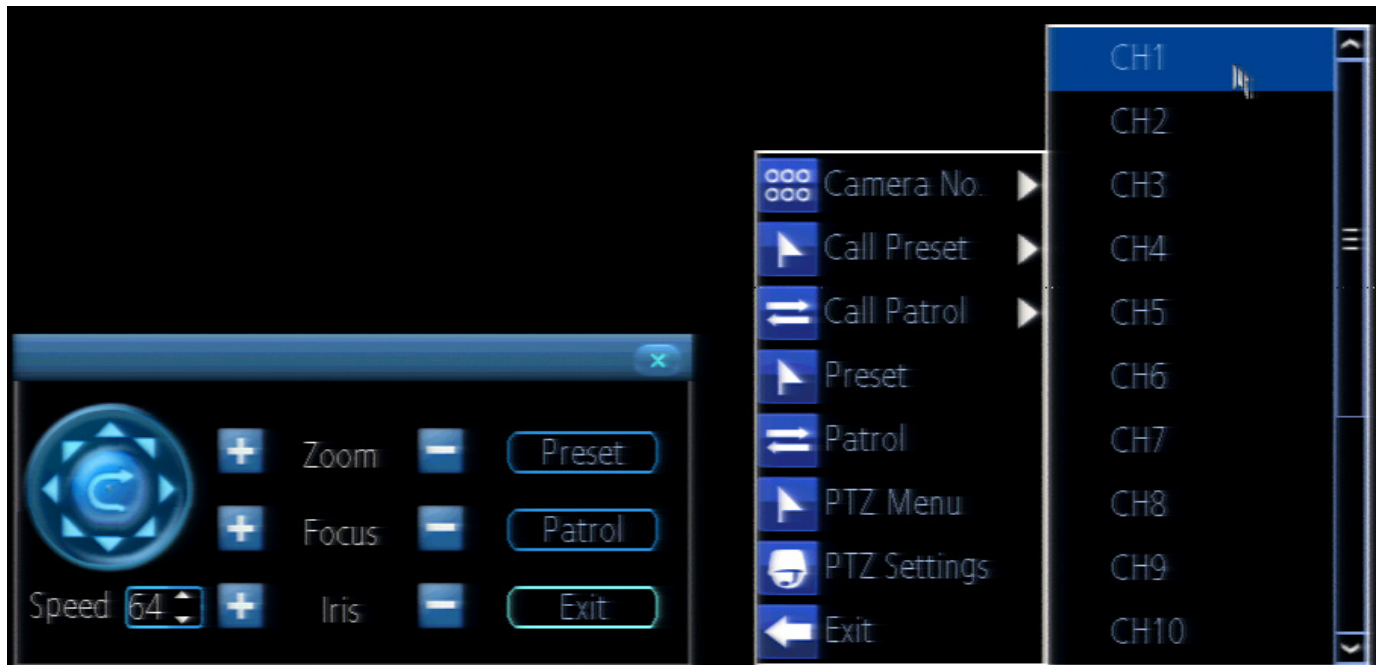 Zoom
Preset
Focus
Patrol
Speed 64
Iris
Exit
Camera No.
Call Preset
Call Patrol
Preset
Patrol
PTZ Menu
PTZ Settings
Exit
CH1
CH2
CH3
CH4
CH5
CH6
CH7
CH8
CH9
CH10